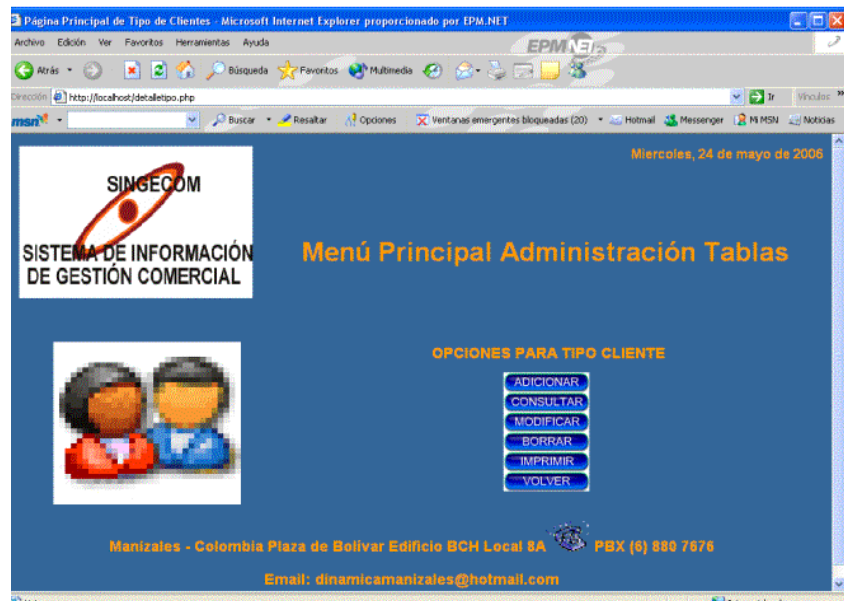 Página Principal de Tipo de Clientes - Microsoft Internet Explorer proporcionado por EPM.NET
Archivo Edición Ver Favoritos Herramientas Ayuda
EPM NET
Atrás Búsqueda Favoritos Multimedia
Dirección http://localhost/detalletipo.php Ir Vínculos »
msn Buscar Resaltar Opciones Ventanas emergentes bloqueadas (20) Hotmail Messenger Mi MSN Noticias
Miercoles, 24 de mayo de 2006
SINGECOM
SISTEMA DE INFORMACIÓN
DE GESTIÓN COMERCIAL
Menú Principal Administración Tablas
OPCIONES PARA TIPO CLIENTE
ADICIONAR
CONSULTAR
MODIFICAR
BORRAR
IMPRIMIR
VOLVER
Manizales - Colombia Plaza de Bolívar Edificio BCH Local 8A PBX (6) 880 7676
Email: dinamicamanizales@hotmail.com